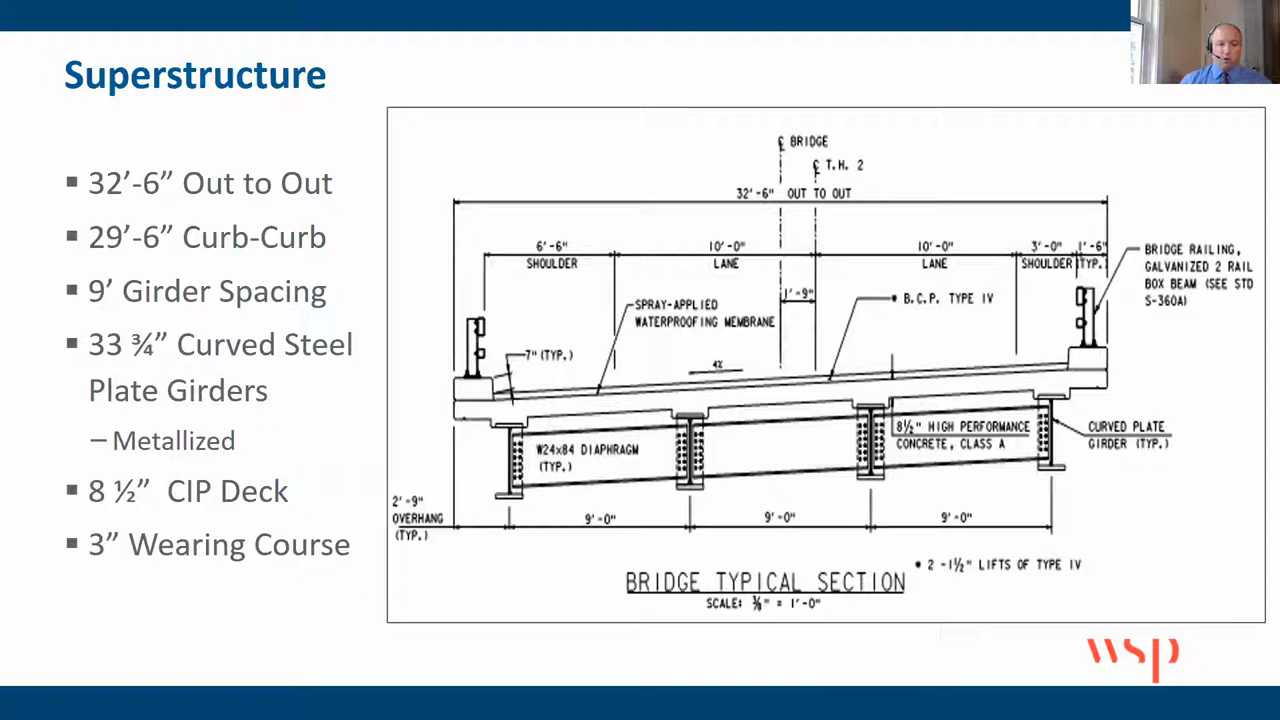 Superstructure
▪ 32’-6” Out to Out
▪ 29’-6” Curb-Curb
▪ 9’ Girder Spacing
▪ 33 ¾” Curved Steel
Plate Girders
– Metallized
▪ 8 ½”  CIP Deck
▪ 3” Wearing Course
℄ BRIDGE
℄ T.H. 2
32'-6" OUT TO OUT
6'-6"
SHOULDER
10'-0"
LANE
10'-0"
LANE
3'-0"
SHOULDER
1'-6"
(TYP.)
BRIDGE RAILING,
GALVANIZED 2 RAIL
BOX BEAM (SEE STD
S-360A)
1'-9"
SPRAY-APPLIED
WATERPROOFING MEMBRANE
* B.C.P. TYPE IV
7" (TYP.)
4%
8½" HIGH PERFORMANCE
CONCRETE, CLASS A
CURVED PLATE
GIRDER (TYP.)
W24x84 DIAPHRAGM
(TYP.)
2'-9"
OVERHANG
(TYP.)
9'-0"
9'-0"
9'-0"
* 2 -1½" LIFTS OF TYPE IV
BRIDGE TYPICAL SECTION
SCALE: ⅜" = 1'-0"
wsp